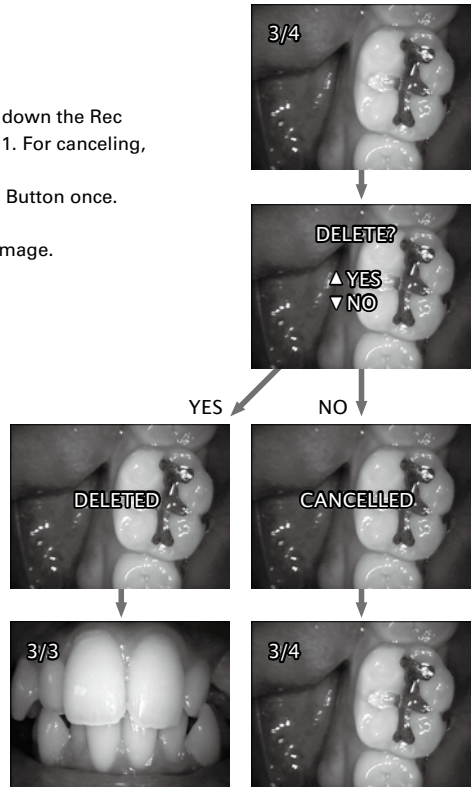 3/4
down the Rec
1. For canceling,
Button once.
mage.
DELETE?
▲ YES
▼ NO
YES NO
DELETED CANCELLED
3/3 3/4